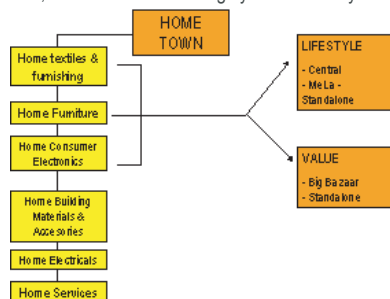 HOME
TOWN
Home textiles &
furnishing
Home Furniture
Home Consumer
Electronics
Home Building
Materials &
Accesories
Home Electricals
Home Services
LIFESTYLE
- Central
- MeLa -
Standalone
VALUE
- Big Bazaar
- Standalone